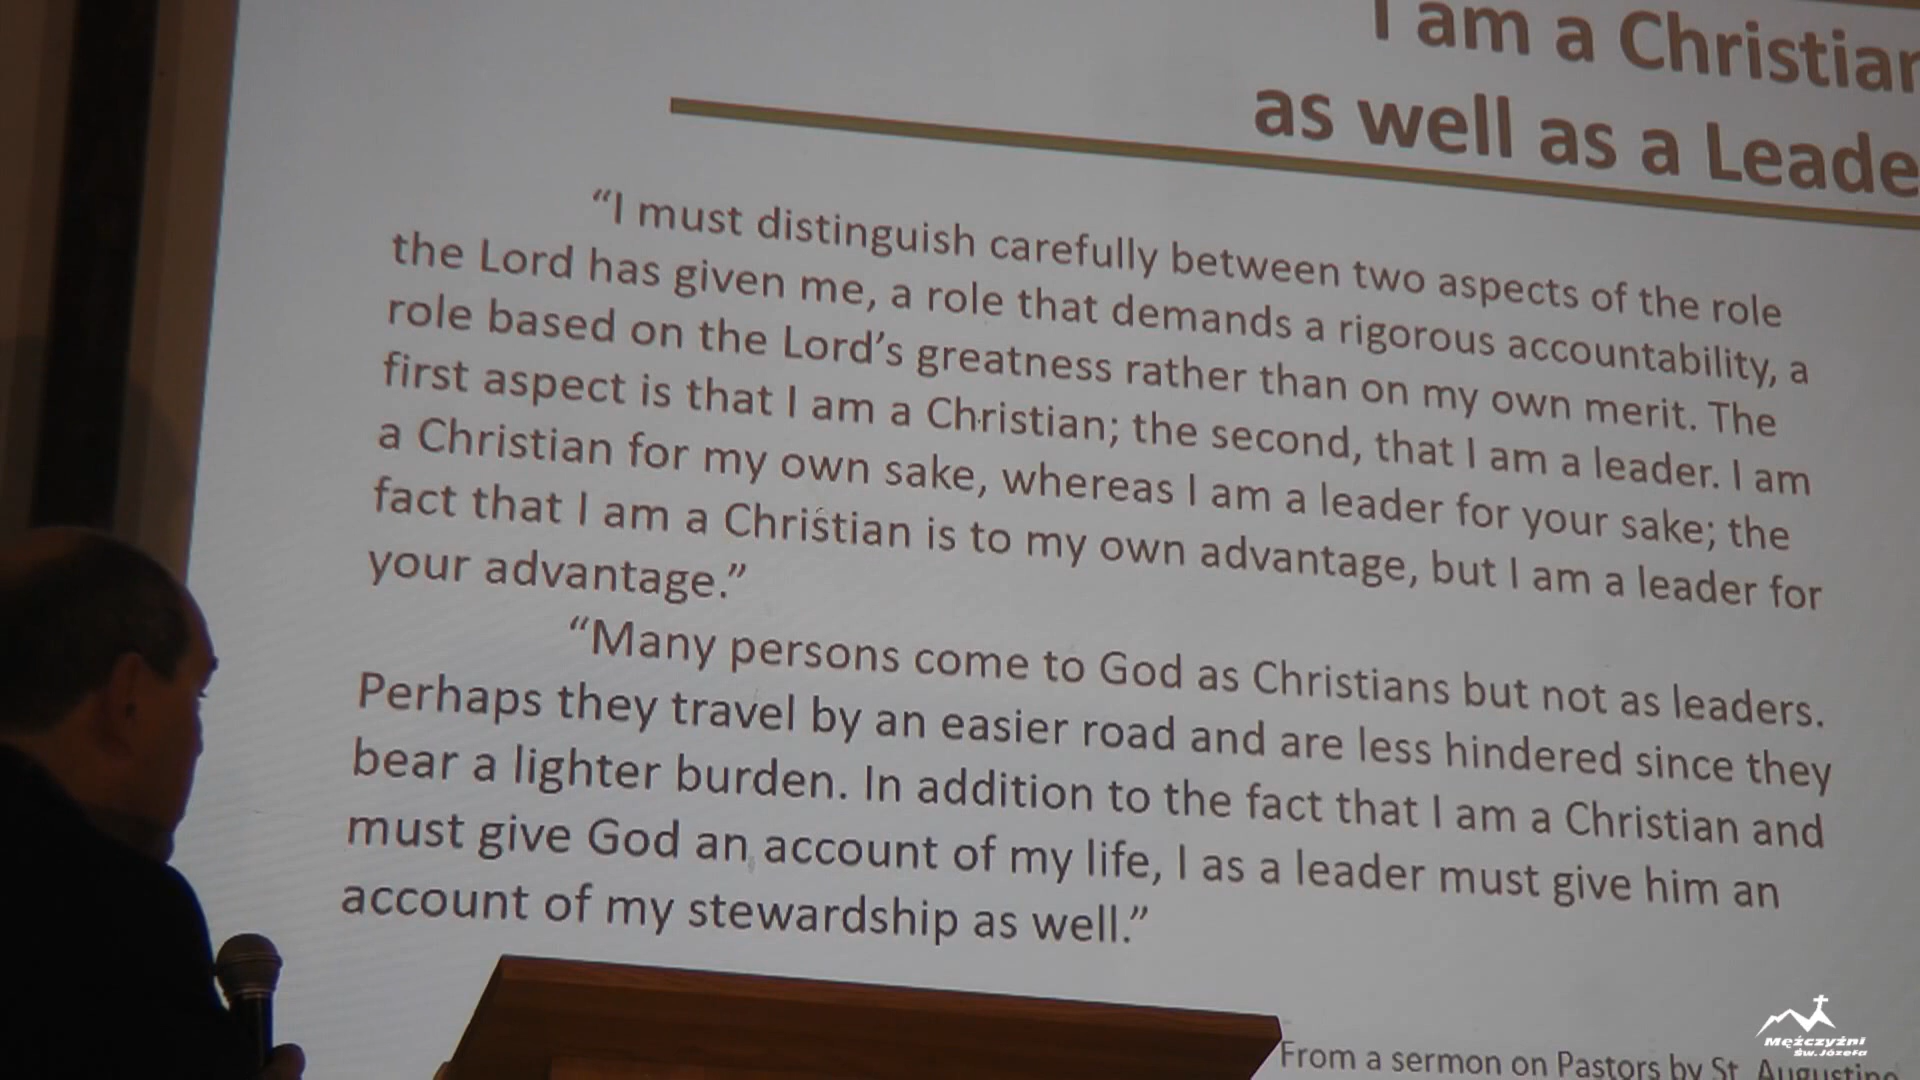 I am a Christian
as well as a Leade
“I must distinguish carefully between two aspects of the role
the Lord has given me, a role that demands a rigorous accountability, a
role based on the Lord’s greatness rather than on my own merit. The
first aspect is that I am a Christian; the second, that I am a leader. I am
a Christian for my own sake, whereas I am a leader for your sake; the
fact that I am a Christian is to my own advantage, but I am a leader for
your advantage.”
“Many persons come to God as Christians but not as leaders.
Perhaps they travel by an easier road and are less hindered since they
bear a lighter burden. In addition to the fact that I am a Christian and
must give God an account of my life, I as a leader must give him an
account of my stewardship as well.”
From a sermon on Pastors by St. Augustine
Mężczyźni
Św. Józefa